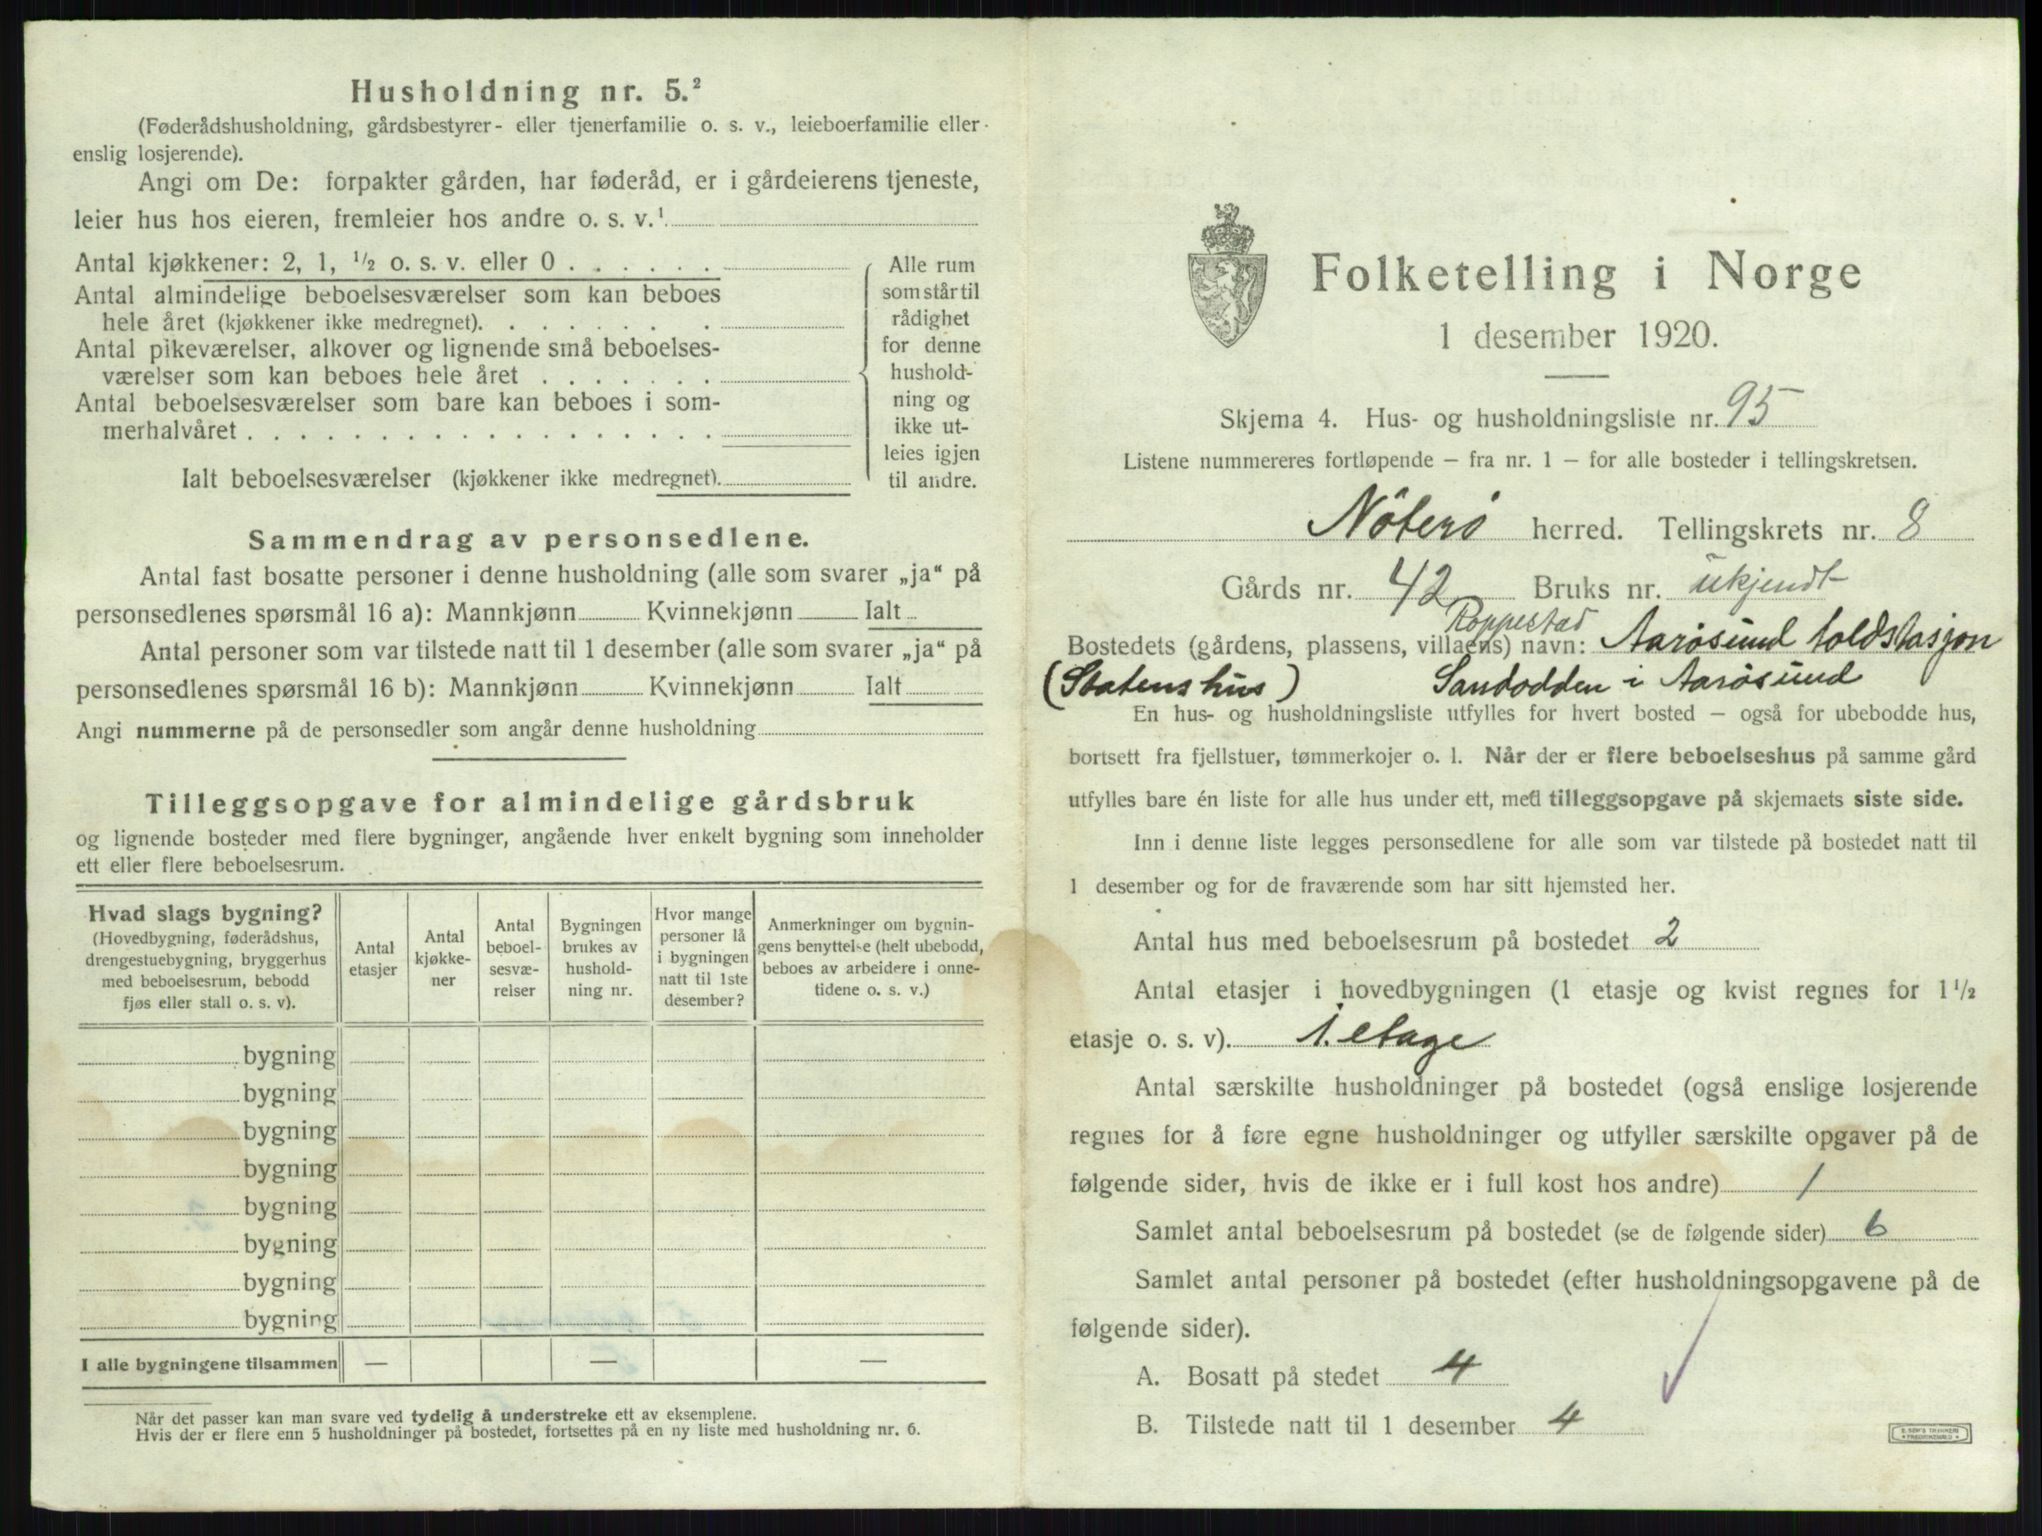 Husholdning nr. 5.²
(Føderådshusholdning, gårdsbestyrer- eller tjenerfamilie o. s. v., leieboerfamilie eller
enslig losjerende).
Angi om De: forpakter gården, har føderåd, er i gårdeierens tjeneste,
leier hus hos eieren, fremleier hos andre o. s. v.¹
Antal kjøkkener: 2, 1, ½ o. s. v. eller 0 . . . . . .
Antal almindelige beboelsesværelser som kan beboes
hele året (kjøkkener ikke medregnet). . . . . . . .
Antal pikeværelser, alkover og lignende små beboelses-
værelser som kan beboes hele året . . . . . . .
Antal beboelsesværelser som bare kan beboes i som-
merhalvåret . . . . . . . . . . . . . . . . . .
Alle rum
som står til
rådighet
for denne
hushold-
ning og
ikke ut-
leies igjen
til andre.
Ialt beboelsesværelser (kjøkkener ikke medregnet).
Sammendrag av personsedlene.
Antal fast bosatte personer i denne husholdning (alle som svarer „ja“ på
personsedlenes spørsmål 16 a): Mannkjønn Kvinnekjønn Ialt
Antal personer som var tilstede natt til 1 desember (alle som svarer „ja“ på
personsedlenes spørsmål 16 b): Mannkjønn Kvinnekjønn Ialt
Angi nummerne på de personsedler som angår denne husholdning
Tilleggsopgave for almindelige gårdsbruk
og lignende bosteder med flere bygninger, angående hver enkelt bygning som inneholder
ett eller flere beboelsesrum.
Hvad slags bygning?
(Hovedbygning, føderådshus,
drengestuebygning, bryggerhus
med beboelsesrum, bebodd
fjøs eller stall o. s. v).
Antal
etasjer
Antal
kjøkke-
ner
Antal
beboel-
sesvæ-
relser
Bygningen
brukes av
hushold-
ning nr.
Hvor mange
personer lå
i bygningen
natt til 1ste
desember?
Anmerkninger om bygnin-
gens benyttelse (helt ubebodd,
beboes av arbeidere i onne-
tidene o. s. v.)
bygning
bygning
bygning
bygning
bygning
bygning
bygning
bygning
I alle bygningene tilsammen — — —
Når det passer kan man svare ved tydelig å understreke ett av eksemplene.
Hvis der er flere enn 5 husholdninger på bostedet, fortsettes på en ny liste med husholdning nr. 6.
Folketelling i Norge
1 desember 1920.
Skjema 4. Hus- og husholdningsliste nr. 95
Listene nummereres fortløpende – fra nr. 1 – for alle bosteder i tellingskretsen.
Nöterö herred. Tellingskrets nr. 8
Gårds nr. 42 Bruks nr. ukjendt
Roppestad
Bostedets (gårdens, plassens, villaens) navn: Aarösund toldstasjon
(Statens hus) Sandodden i Aarösund
En hus- og husholdningsliste utfylles for hvert bosted – også for ubebodde hus,
bortsett fra fjellstuer, tømmerkojer o. l. Når der er flere beboelseshus på samme gård
utfylles bare én liste for alle hus under ett, med tilleggsopgave på skjemaets siste side.
Inn i denne liste legges personsedlene for alle som var tilstede på bostedet natt til
1 desember og for de fraværende som har sitt hjemsted her.
Antal hus med beboelsesrum på bostedet 2
Antal etasjer i hovedbygningen (1 etasje og kvist regnes for 1½
etasje o. s. v). 1. etage
Antal særskilte husholdninger på bostedet (også enslige losjerende
regnes for å føre egne husholdninger og utfyller særskilte opgaver på de
følgende sider, hvis de ikke er i full kost hos andre) 1
Samlet antal beboelsesrum på bostedet (se de følgende sider) 6
Samlet antal personer på bostedet (efter husholdningsopgavene på de
følgende sider).
A. Bosatt på stedet 4
B. Tilstede natt til 1 desember 4